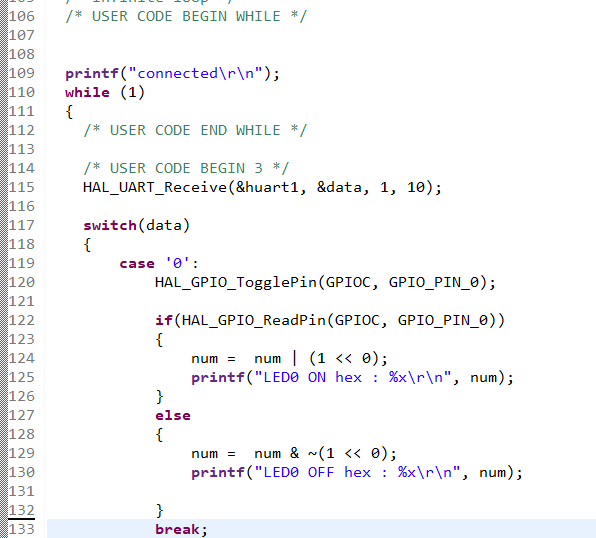 106 /* USER CODE BEGIN WHILE */
107
108
109 printf("connected\r\n");
110 while (1)
111 {
112 /* USER CODE END WHILE */
113
114 /* USER CODE BEGIN 3 */
115 HAL_UART_Receive(&huart1, &data, 1, 10);
116
117 switch(data)
118 {
119 case '0':
120 HAL_GPIO_TogglePin(GPIOC, GPIO_PIN_0);
121
122 if(HAL_GPIO_ReadPin(GPIOC, GPIO_PIN_0))
123 {
124 num =  num | (1 << 0);
125 printf("LED0 ON hex : %x\r\n", num);
126 }
127 else
128 {
129 num =  num & ~(1 << 0);
130 printf("LED0 OFF hex : %x\r\n", num);
131
132 }
133 break;